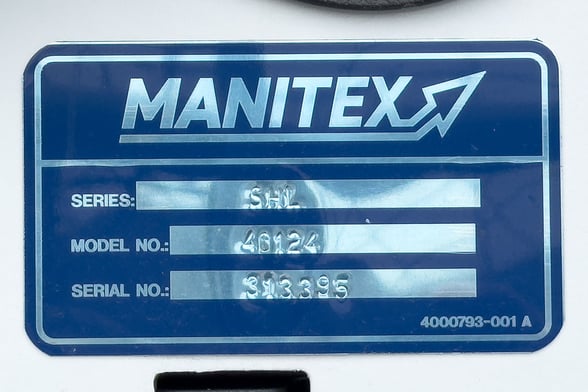 MANITEX
SERIES: SHL
MODEL NO.: 40124
SERIAL NO.: 313395
4000793-001 A